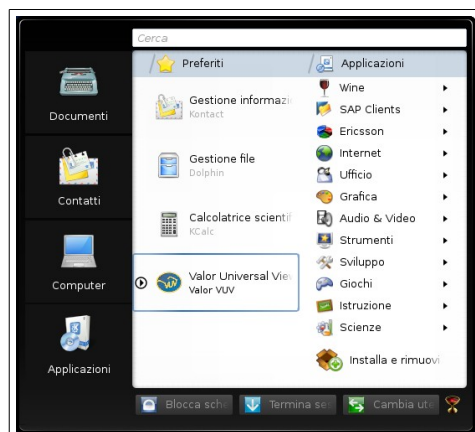 Cerca
Documenti
Contatti
Computer
Applicazioni
Preferiti
Gestione informazi
Kontact
Gestione file
Dolphin
Calcolatrice scientif
KCalc
Valor Universal Vie
Valor VUV
Applicazioni
Wine
SAP Clients
Ericsson
Internet
Ufficio
Grafica
Audio & Video
Strumenti
Sviluppo
Giochi
Istruzione
Scienze
Installa e rimuovi
Blocca sche
Termina ses
Cambia ute